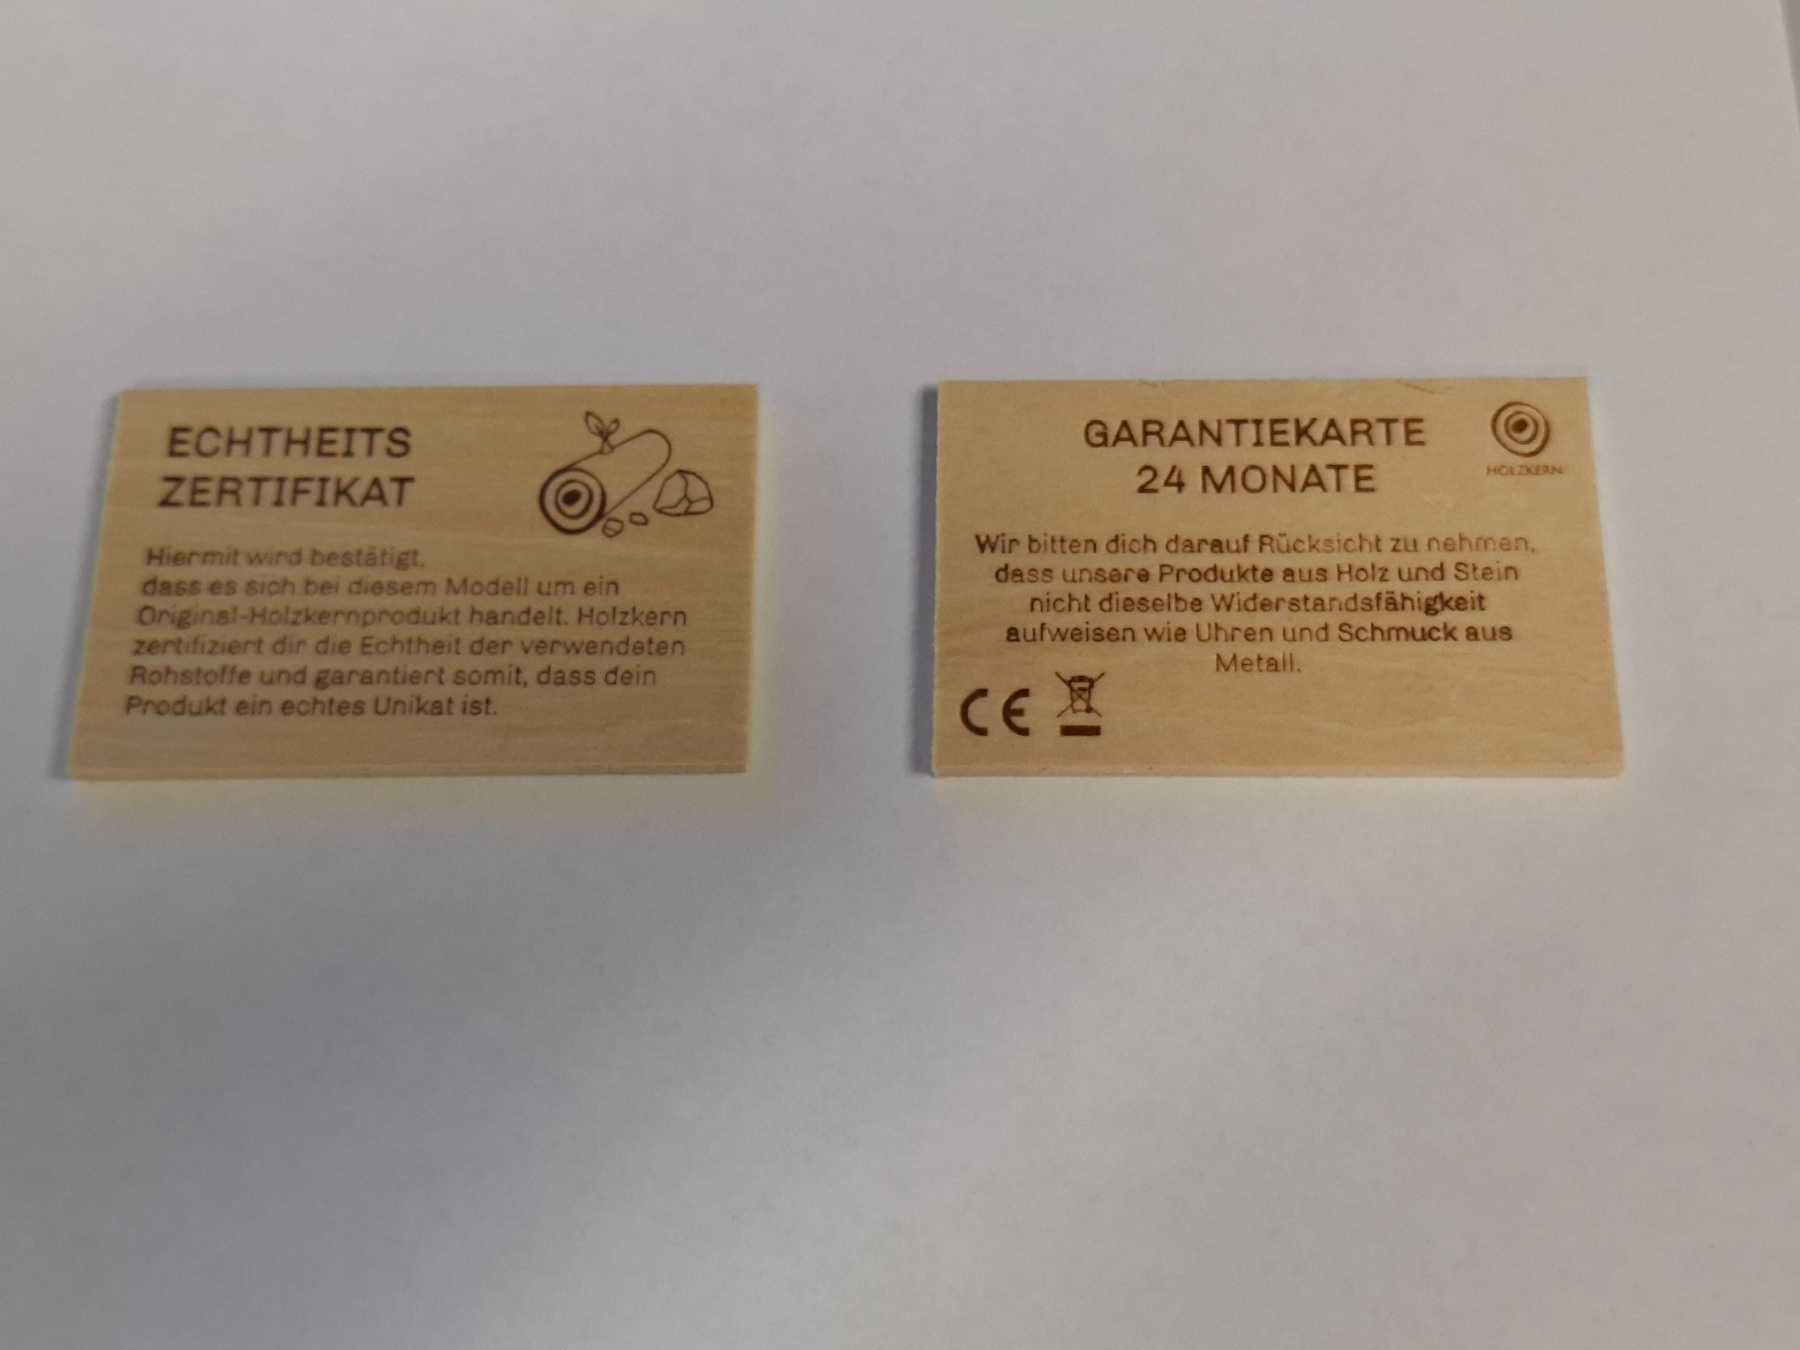 ECHTHEITS
ZERTIFIKAT
Hiermit wird bestätigt,
dass es sich bei diesem Modell um ein
Original-Holzkernprodukt handelt. Holzkern
zertifiziert dir die Echtheit der verwendeten
Rohstoffe und garantiert somit, dass dein
Produkt ein echtes Unikat ist.
GARANTIEKARTE
24 MONATE
HOLZKERN
Wir bitten dich darauf Rücksicht zu nehmen,
dass unsere Produkte aus Holz und Stein
nicht dieselbe Widerstandsfähigkeit
aufweisen wie Uhren und Schmuck aus
Metall.
CE